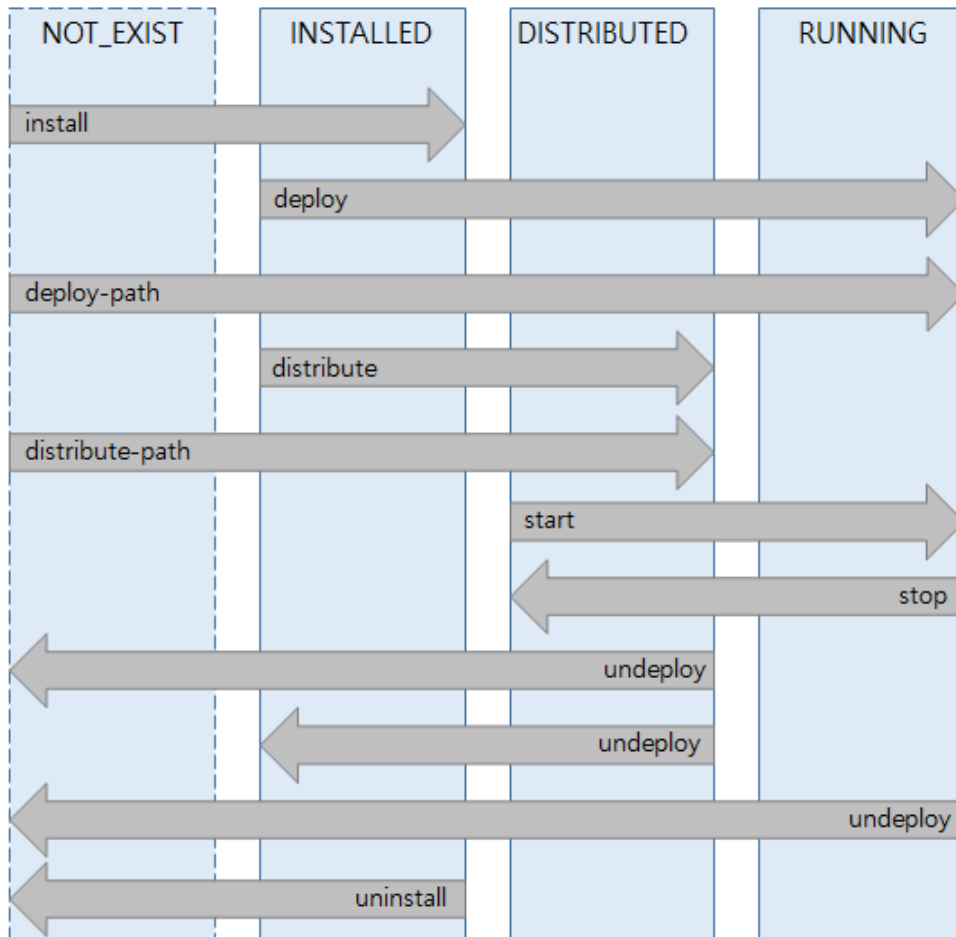 NOT_EXIST INSTALLED DISTRIBUTED RUNNING
install
deploy
deploy-path
distribute
distribute-path
start
stop
undeploy
undeploy
undeploy
uninstall